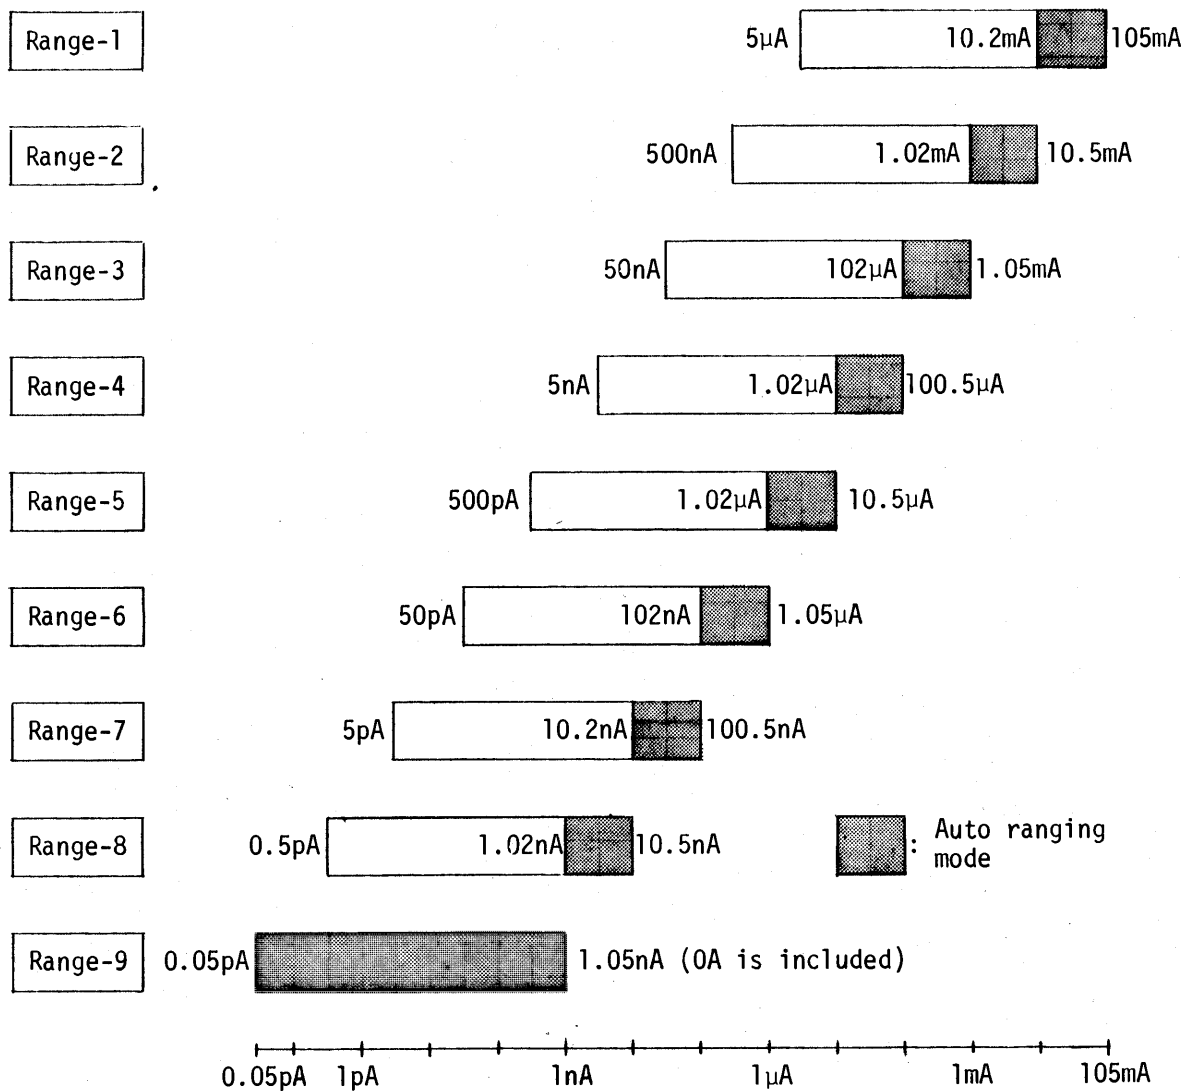 Range-1 5μA 10.2mA 105mA
Range-2 500nA 1.02mA 10.5mA
Range-3 50nA 102μA 1.05mA
Range-4 5nA 1.02μA 100.5μA
Range-5 500pA 1.02μA 10.5μA
Range-6 50pA 102nA 1.05μA
Range-7 5pA 10.2nA 100.5nA
Range-8 0.5pA 1.02nA 10.5nA : Auto ranging
mode
Range-9 0.05pA 1.05nA (0A is included)
0.05pA 1pA 1nA 1μA 1mA 105mA